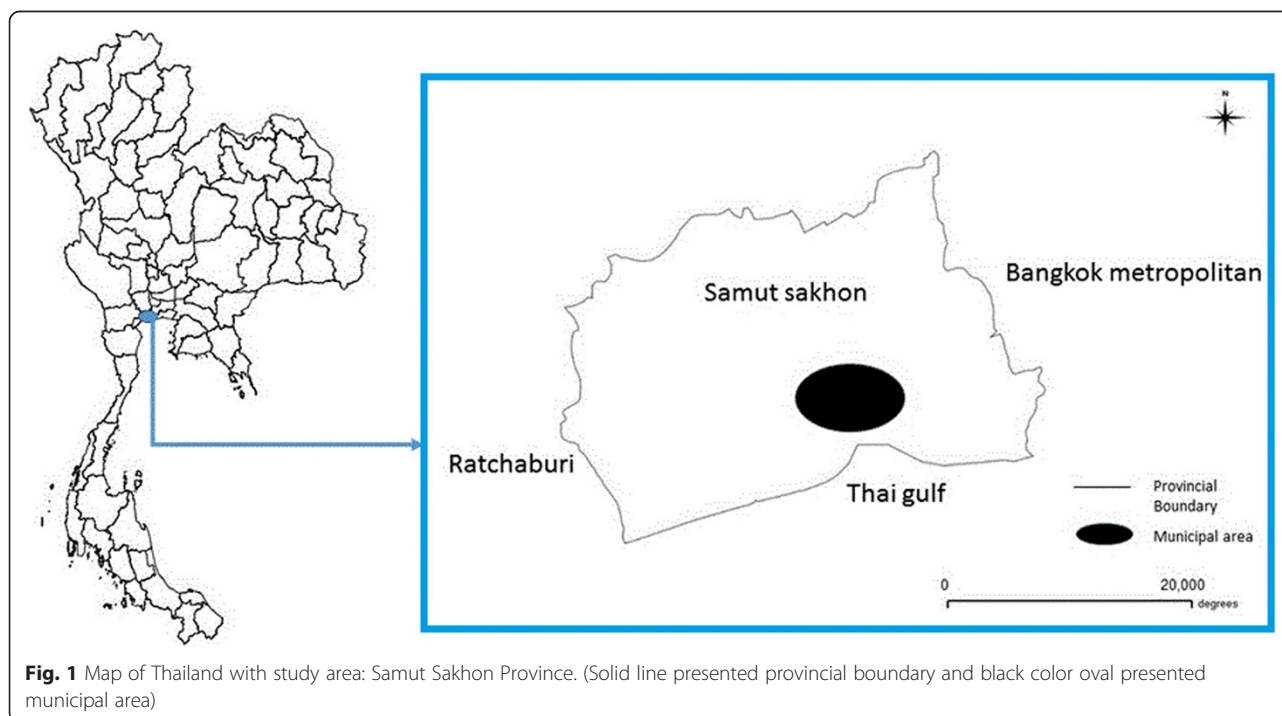 N
Bangkok metropolitan
Samut sakhon
Ratchaburi
Thai gulf
Provincial
Boundary
Municipal area
0 20,000
degrees
Fig. 1 Map of Thailand with study area: Samut Sakhon Province. (Solid line presented provincial boundary and black color oval presented
municipal area)